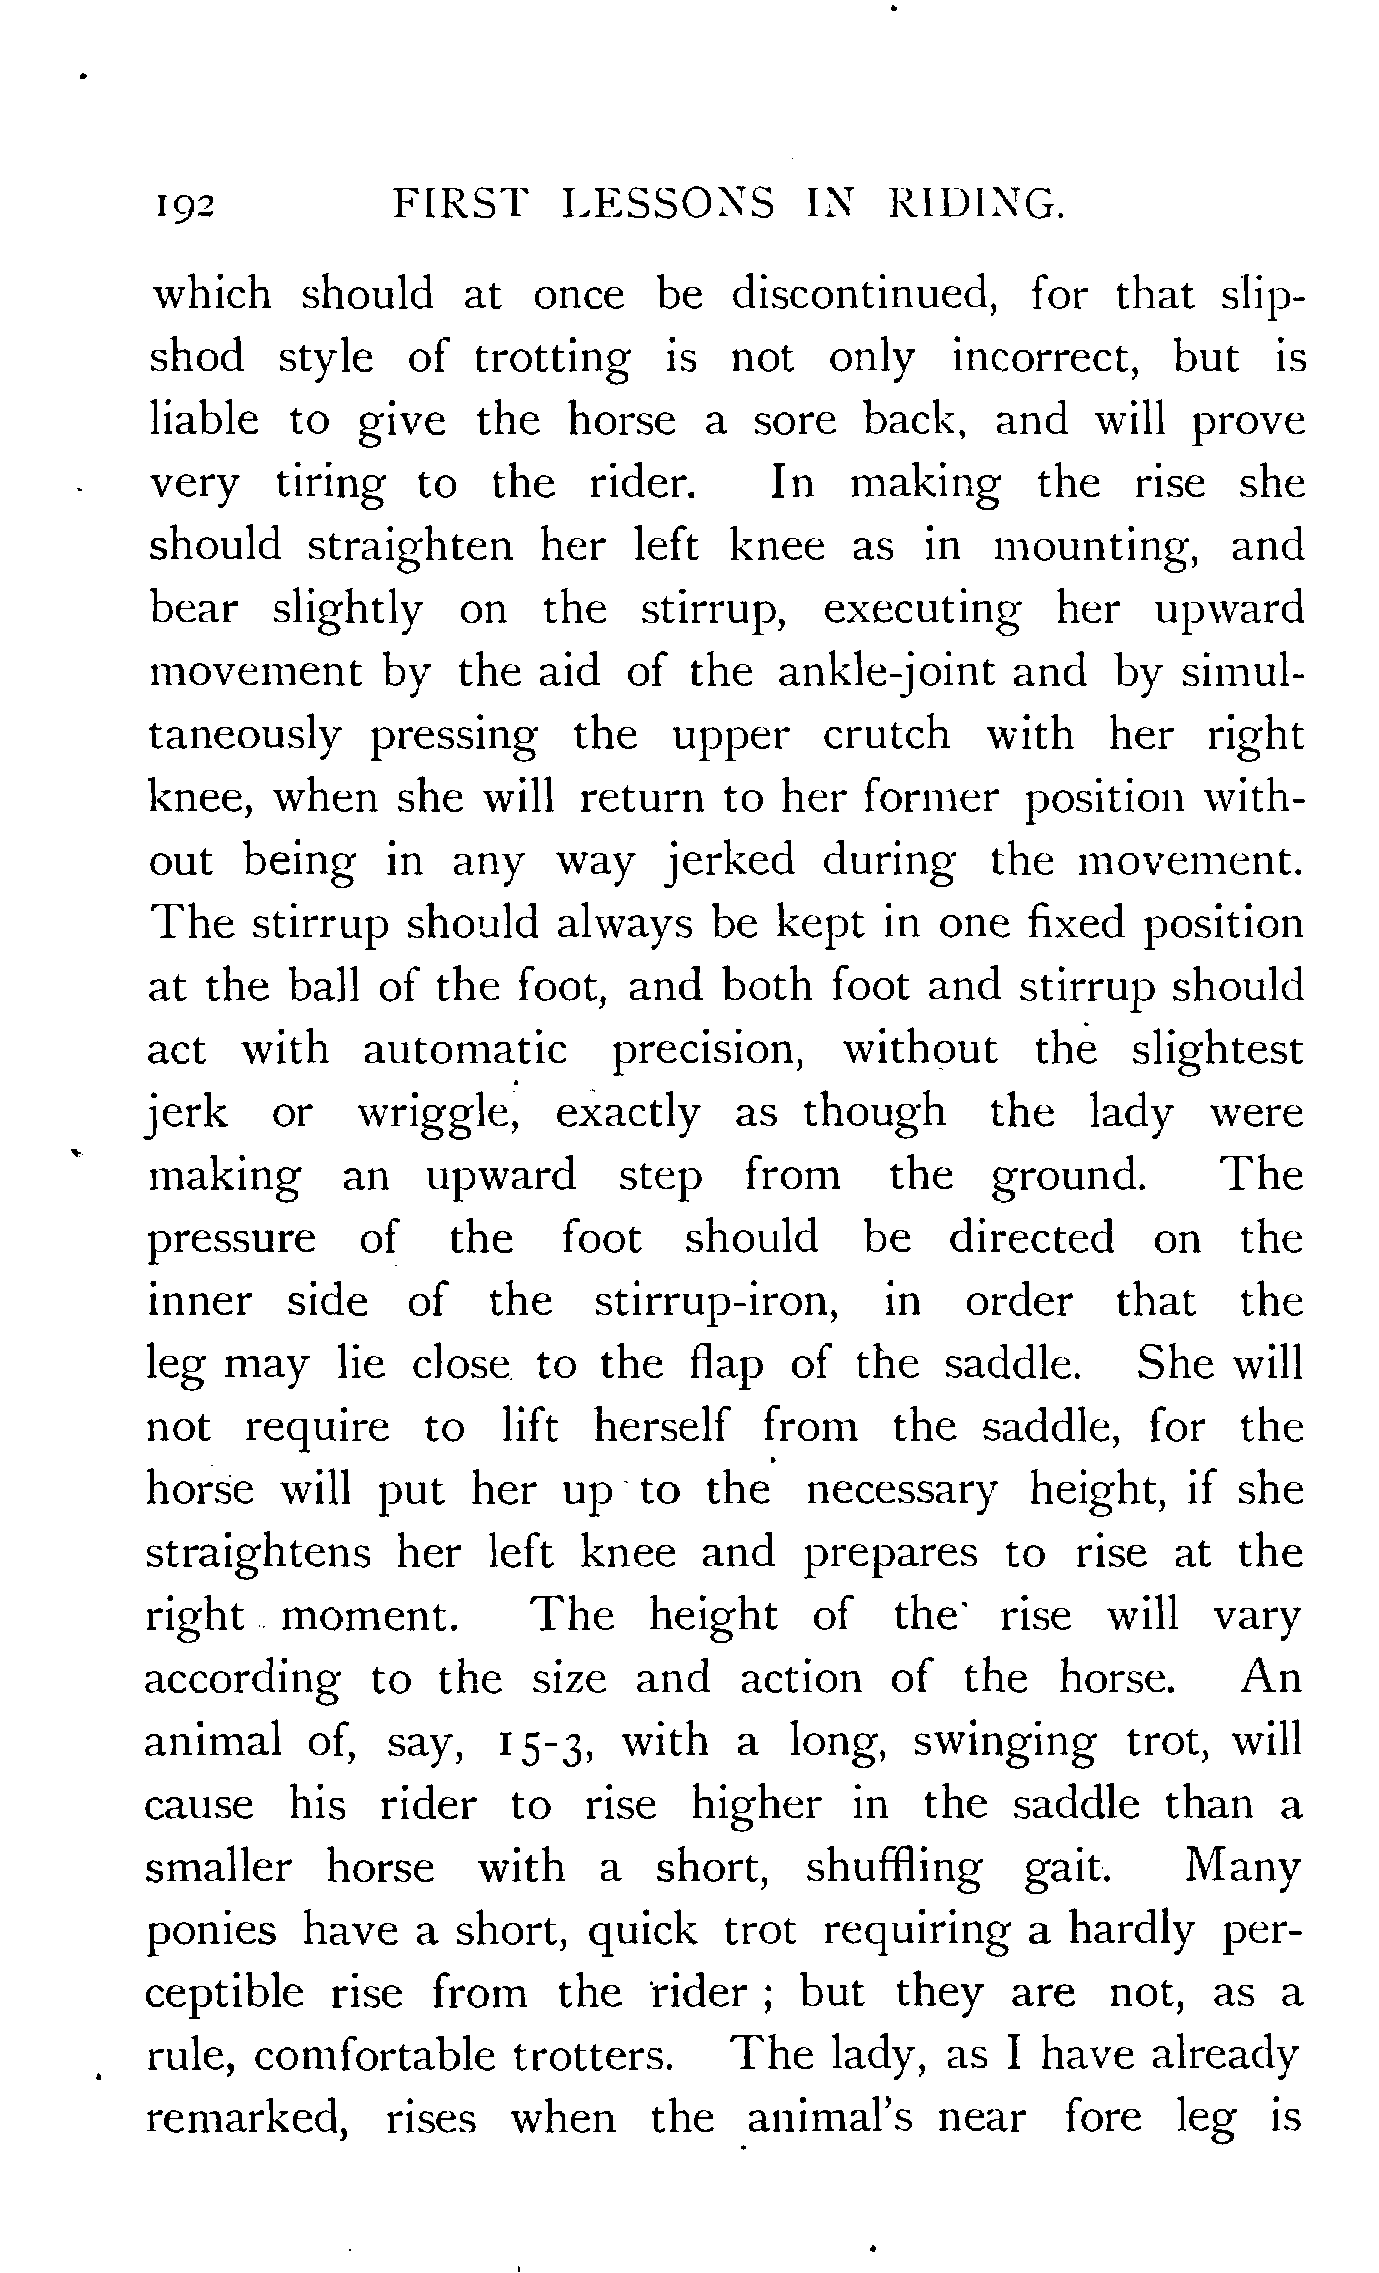 192 FIRST LESSONS IN RIDING.
which should at once be discontinued, for that slip-
shod style of trotting is not only incorrect, but is
liable to give the horse a sore back, and will prove
very tiring to the rider. In making the rise she
should straighten her left knee as in mounting, and
bear slightly on the stirrup, executing her upward
movement by the aid of the ankle-joint and by simul-
taneously pressing the upper crutch with her right
knee, when she will return to her former position with-
out being in any way jerked during the movement.
The stirrup should always be kept in one fixed position
at the ball of the foot, and both foot and stirrup should
act with automatic precision, without the slightest
jerk or wriggle, exactly as though the lady were
making an upward step from the ground. The
pressure of the foot should be directed on the
inner side of the stirrup-iron, in order that the
leg may lie close to the flap of the saddle. She will
not require to lift herself from the saddle, for the
horse will put her up to the necessary height, if she
straightens her left knee and prepares to rise at the
right moment. The height of the rise will vary
according to the size and action of the horse. An
animal of, say, 15-3, with a long, swinging trot, will
cause his rider to rise higher in the saddle than a
smaller horse with a short, shuffling gait. Many
ponies have a short, quick trot requiring a hardly per-
ceptible rise from the rider ; but they are not, as a
rule, comfortable trotters. The lady, as I have already
remarked, rises when the animal's near fore leg is